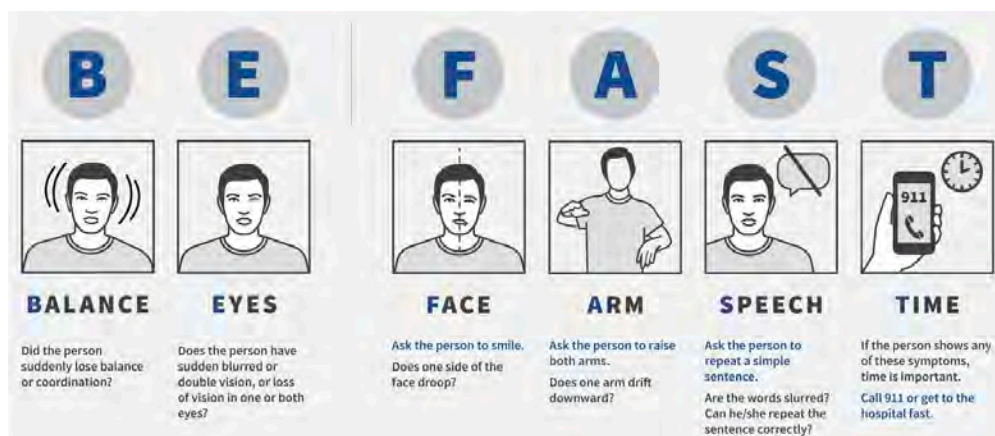 B E F A S T
911
BALANCE
Did the person
suddenly lose balance
or coordination?
EYES
Does the person have
sudden blurred or
double vision, or loss
of vision in one or both
eyes?
FACE
Ask the person to smile.
Does one side of the
face droop?
ARM
Ask the person to raise
both arms.
Does one arm drift
downward?
SPEECH
Ask the person to
repeat a simple
sentence.
Are the words slurred?
Can he/she repeat the
sentence correctly?
TIME
If the person shows any
of these symptoms,
time is important.
Call 911 or get to the
hospital fast.